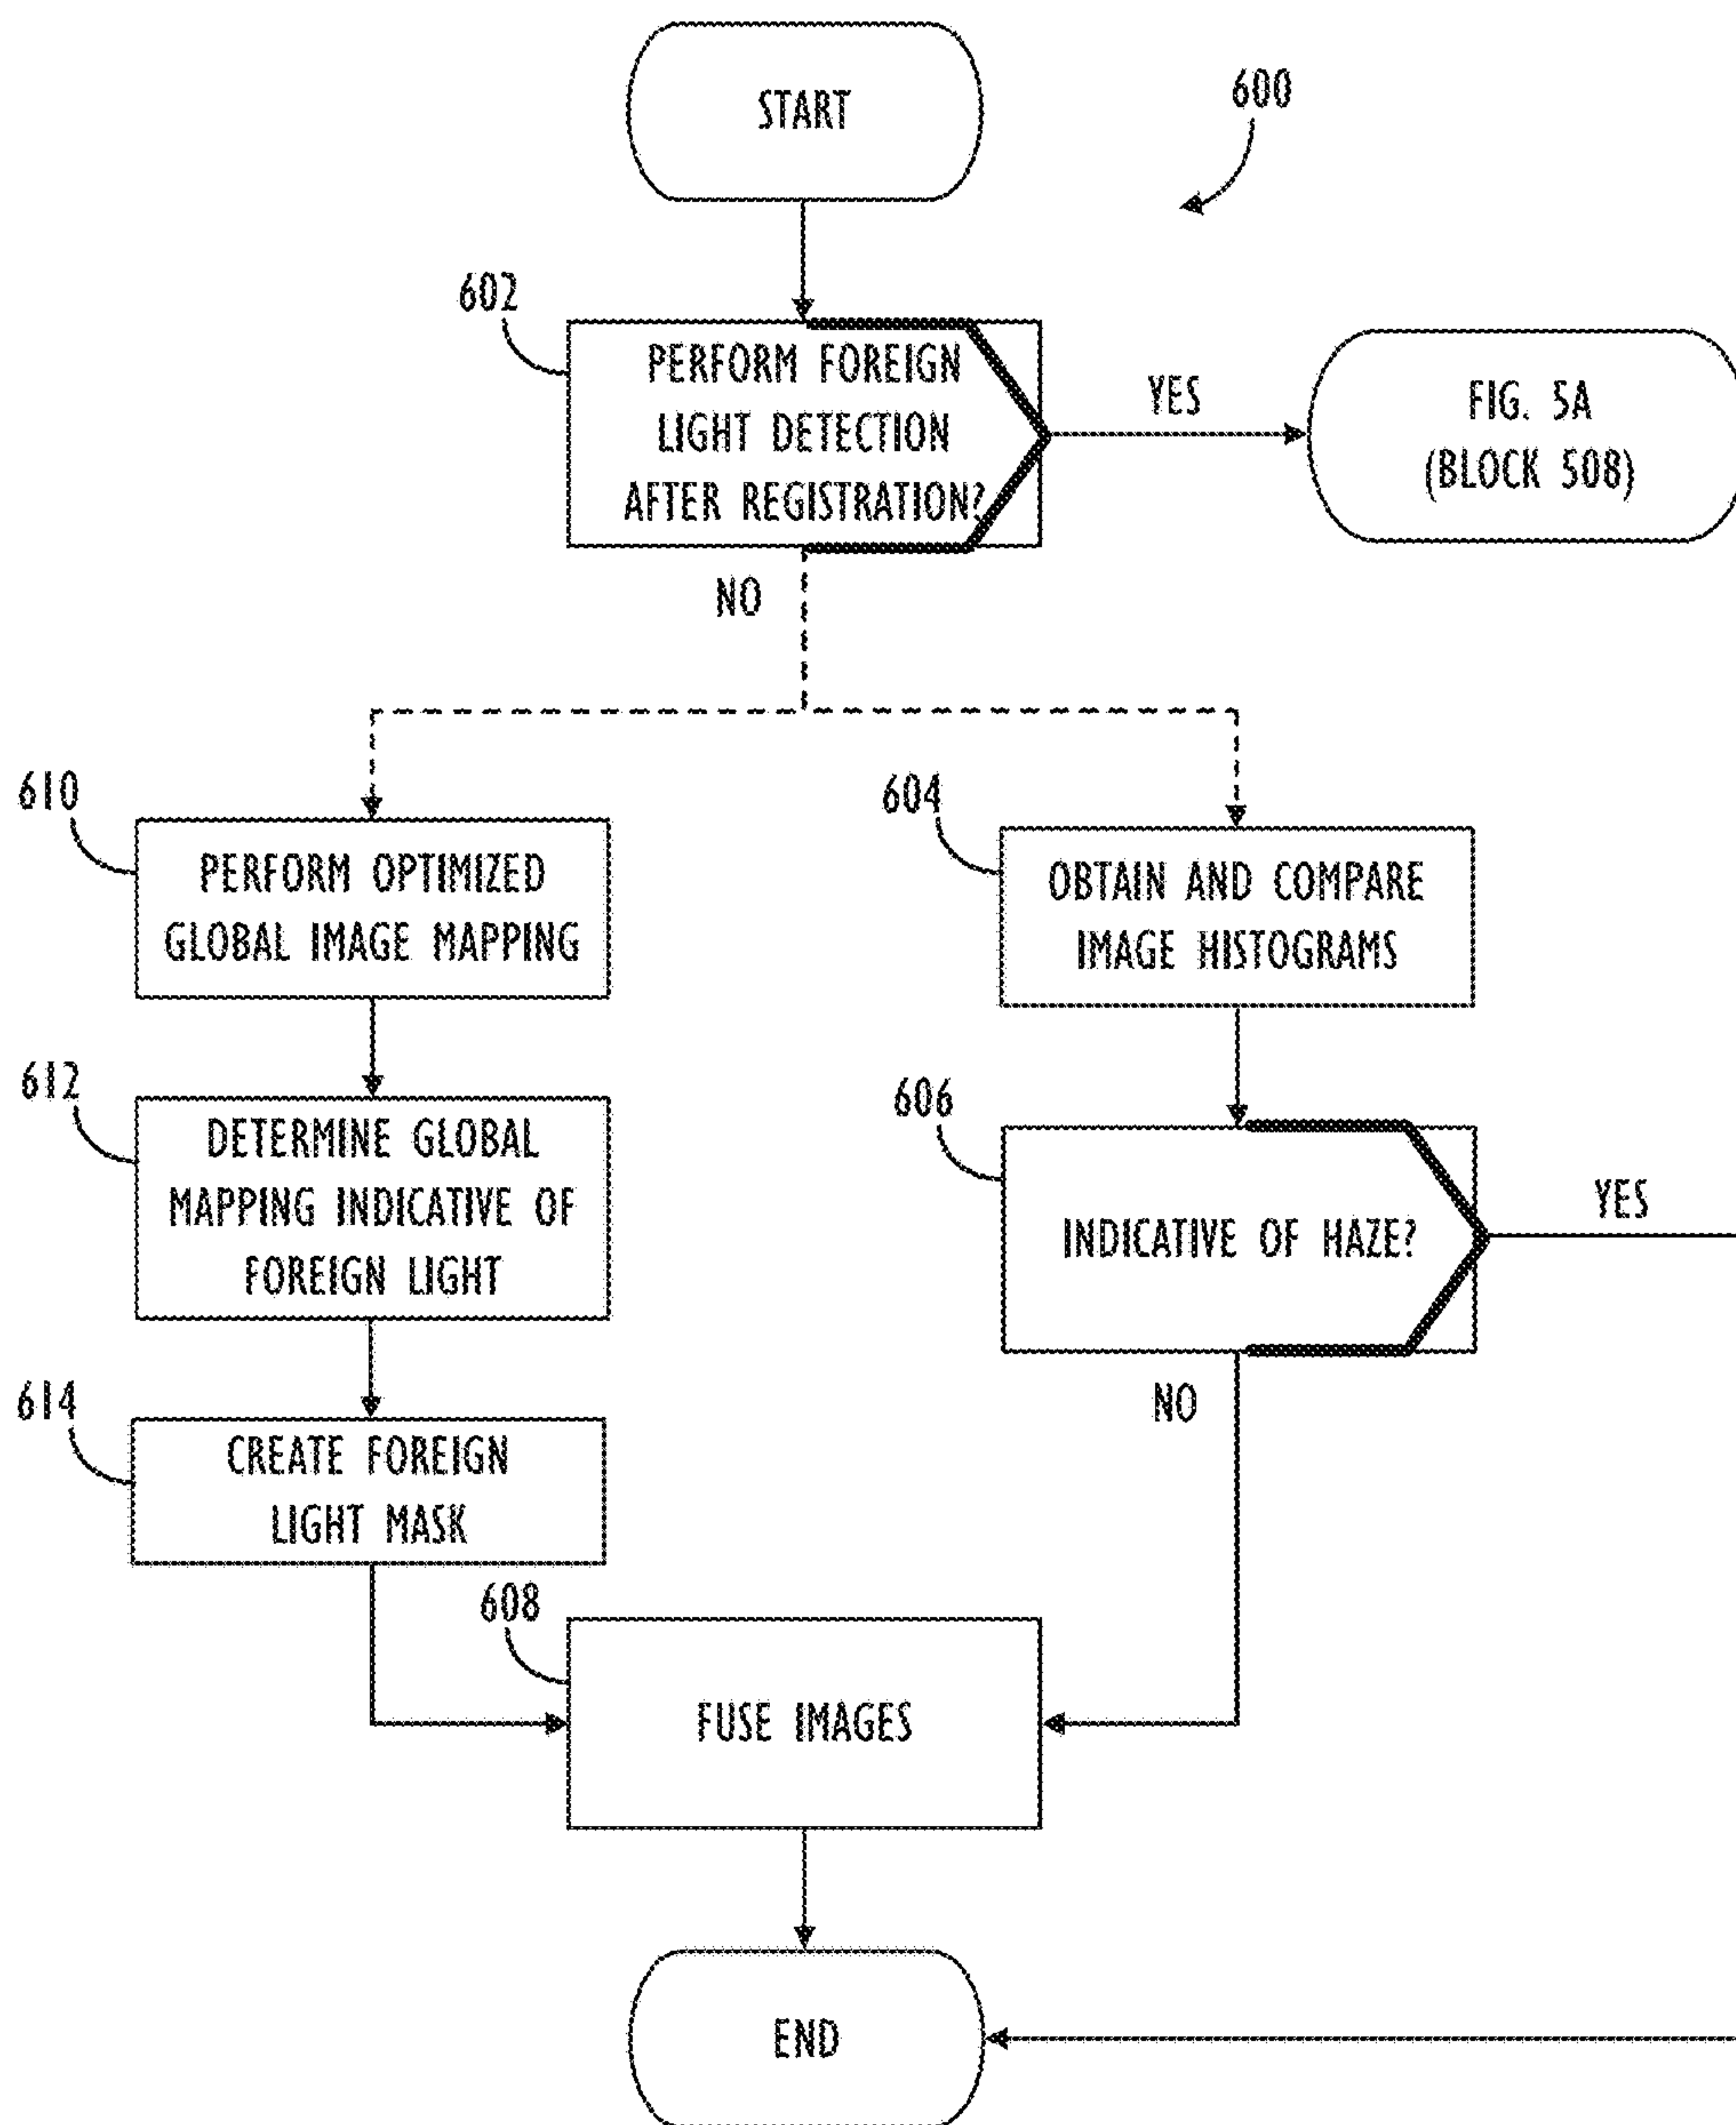 START
600
602
PERFORM FOREIGN
LIGHT DETECTION
AFTER REGISTRATION?
YES
FIG. 5A
(BLOCK 508)
NO
610
PERFORM OPTIMIZED
GLOBAL IMAGE MAPPING
604
OBTAIN AND COMPARE
IMAGE HISTOGRAMS
612
DETERMINE GLOBAL
MAPPING INDICATIVE OF
FOREIGN LIGHT
606
INDICATIVE OF HAZE?
YES
NO
614
CREATE FOREIGN
LIGHT MASK
608
FUSE IMAGES
END